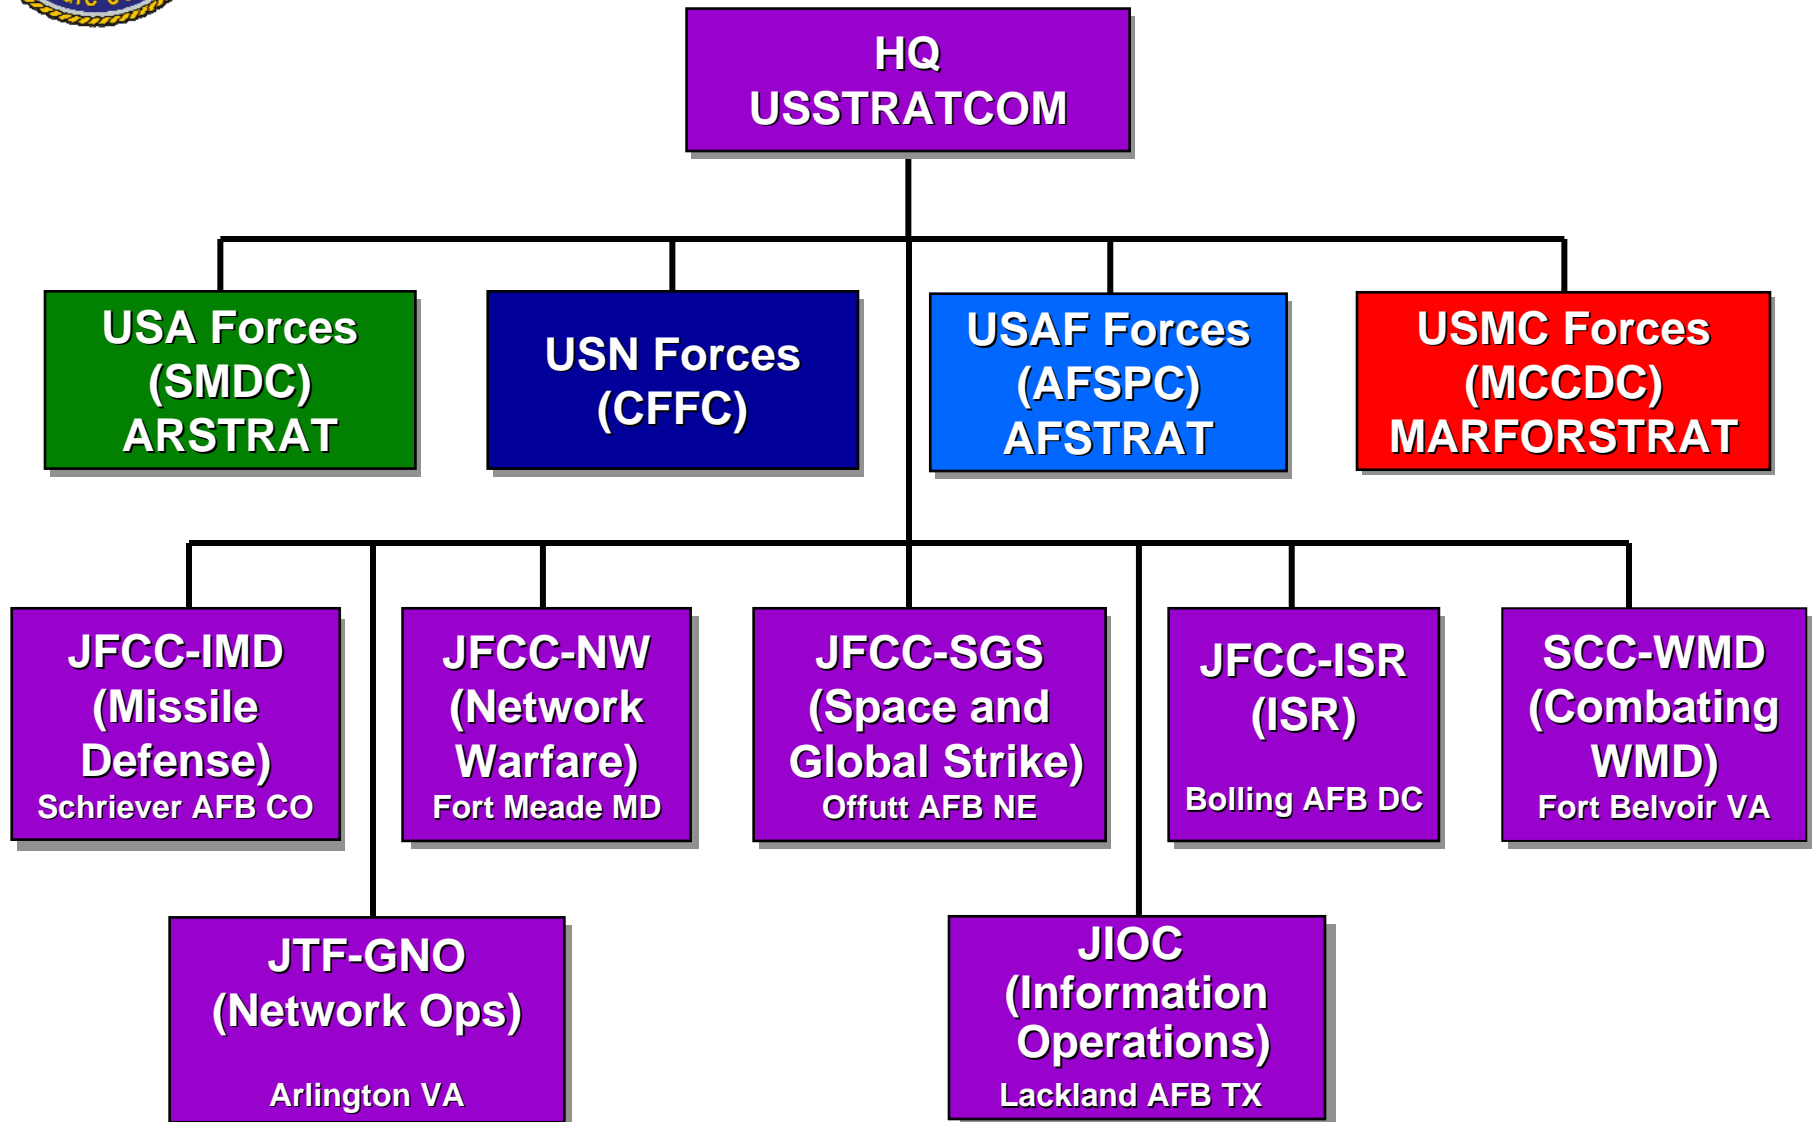 HQ
USSTRATCOM
USA Forces
(SMDC)
ARSTRAT
USN Forces
(CFFC)
USAF Forces
(AFSPC)
AFSTRAT
USMC Forces
(MCCDC)
MARFORSTRAT
JFCC-IMD
(Missile
Defense)
Schriever AFB CO
JFCC-NW
(Network
Warfare)
Fort Meade MD
JFCC-SGS
(Space and
Global Strike)
Offutt AFB NE
JFCC-ISR
(ISR)
Bolling AFB DC
SCC-WMD
(Combating
WMD)
Fort Belvoir VA
JTF-GNO
(Network Ops)
Arlington VA
JIOC
(Information
Operations)
Lackland AFB TX